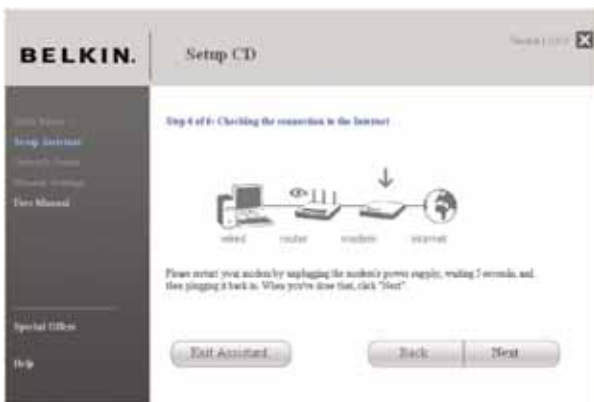 BELKIN.
Setup CD
Setup Assistant
User Manual
Special Offers
Help
Step 6 of 6: Checking the connection to the Internet
wired router modem internet
Please restart your modem by unplugging the modem's power supply, waiting 5 seconds, and
then plugging it back in. When you've done that, click "Next".
Exit Assistant
Back
Next